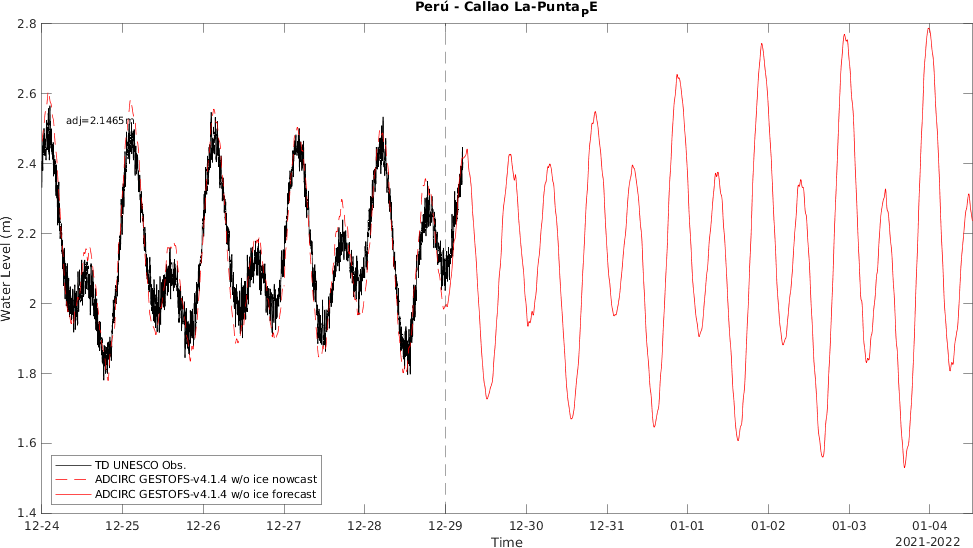 Perú - Callao La-PuntapE
2.8
2.6
adj=2.1465m
2.4
2.2
2
1.8
1.6
1.4
Water Level (m)
TD UNESCO Obs.
ADCIRC GESTOFS-v4.1.4 w/o ice nowcast
ADCIRC GESTOFS-v4.1.4 w/o ice forecast
12-24 12-25 12-26 12-27 12-28 12-29 12-30 12-31 01-01 01-02 01-03 01-04
Time
2021-2022